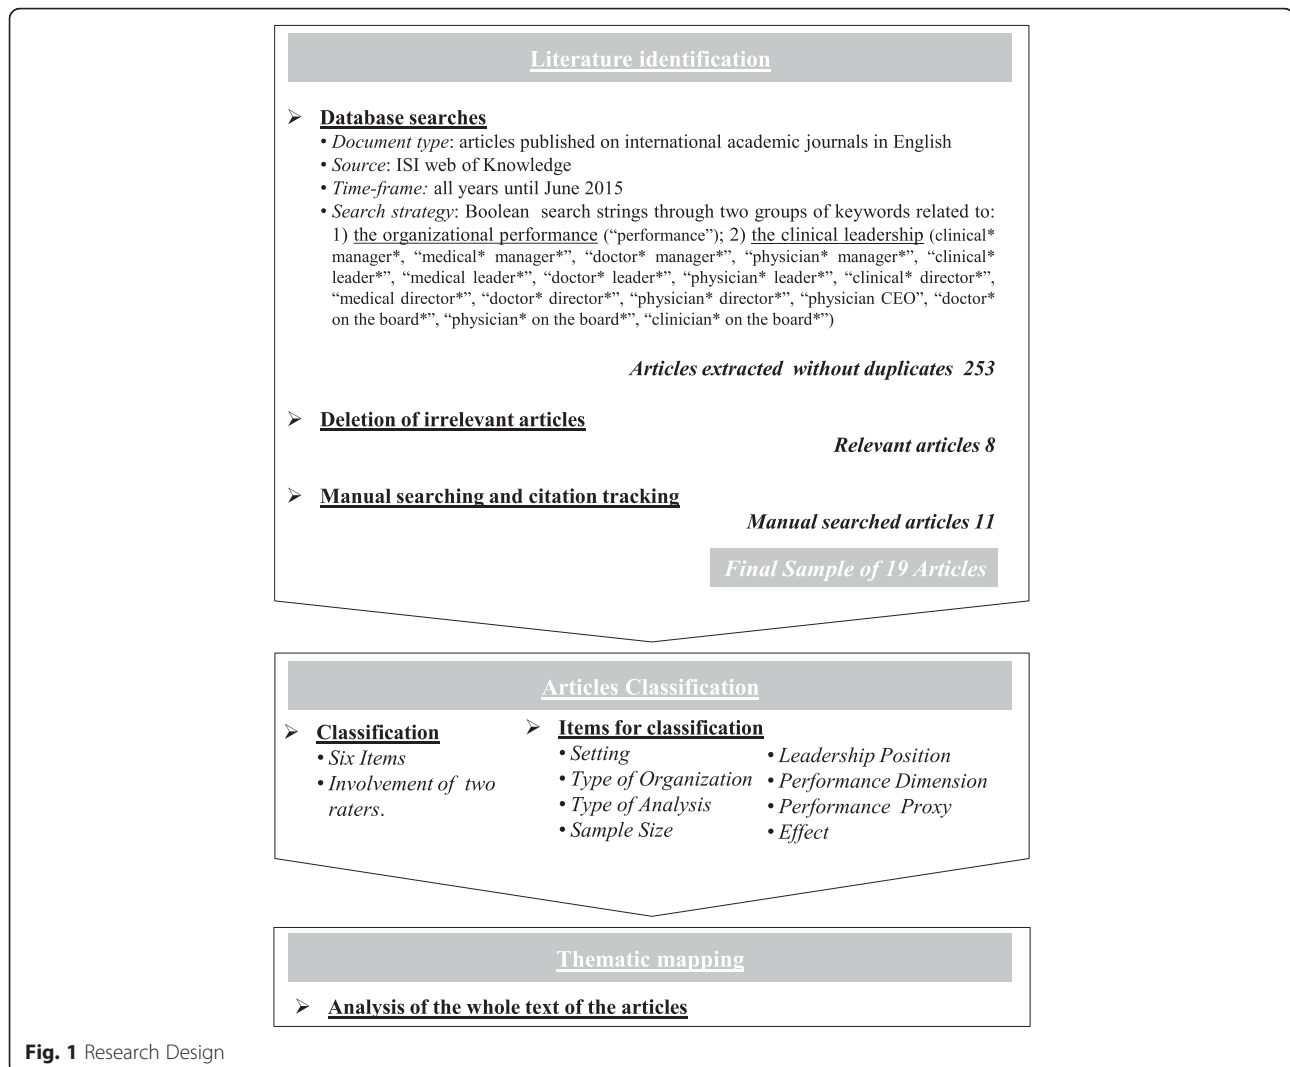 Literature identification
➢ Database searches
• Document type: articles published on international academic journals in English
• Source: ISI web of Knowledge
• Time-frame: all years until June 2015
• Search strategy: Boolean search strings through two groups of keywords related to:
1) the organizational performance (“performance”); 2) the clinical leadership (clinical*
manager*, “medical* manager*”, “doctor* manager*”, “physician* manager*”, “clinical*
leader*”, “medical leader*”, “doctor* leader*”, “physician* leader*”, “clinical* director*”,
“medical director*”, “doctor* director*”, “physician* director*”, “physician CEO”, “doctor*
on the board*”, “physician* on the board*”, “clinician* on the board*”)
Articles extracted without duplicates 253
➢ Deletion of irrelevant articles
Relevant articles 8
➢ Manual searching and citation tracking
Manual searched articles 11
Final Sample of 19 Articles
Articles Classification
➢ Classification
• Six Items
• Involvement of two
raters.
➢ Items for classification
• Setting
• Type of Organization
• Type of Analysis
• Sample Size
• Leadership Position
• Performance Dimension
• Performance Proxy
• Effect
Thematic mapping
➢ Analysis of the whole text of the articles
Fig. 1 Research Design